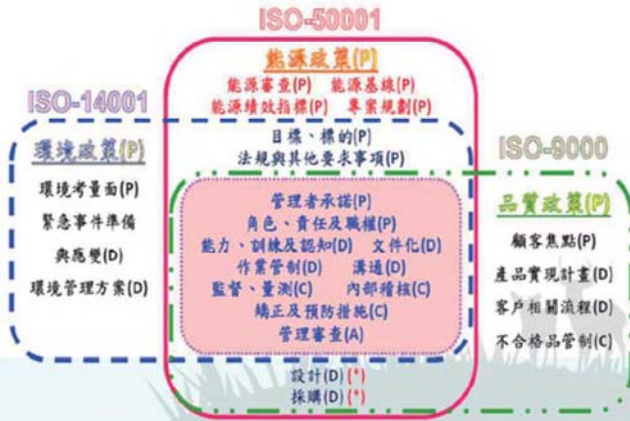 ISO-50001
能源政策(P)
能源審查(P) 能源基線(P)
能源績效指標(P) 專案規劃(P)
ISO-14001
環境政策(P)
環境考量面(P)
緊急事件準備
與應變(D)
環境管理方案(D)
目標、標的(P)
法規與其他要求事項(P)
管理者承諾(P)
角色、責任及職權(P)
能力、訓練及認知(D) 文件化(D)
作業管制(D) 溝通(D)
監督、量測(C) 內部稽核(C)
矯正及預防措施(C)
管理審查(A)
設計(D)(*)
採購(D)(*)
ISO-9000
品質政策(P)
顧客焦點(P)
產品實現計畫(D)
客戶相關流程(D)
不合格品管制(C)